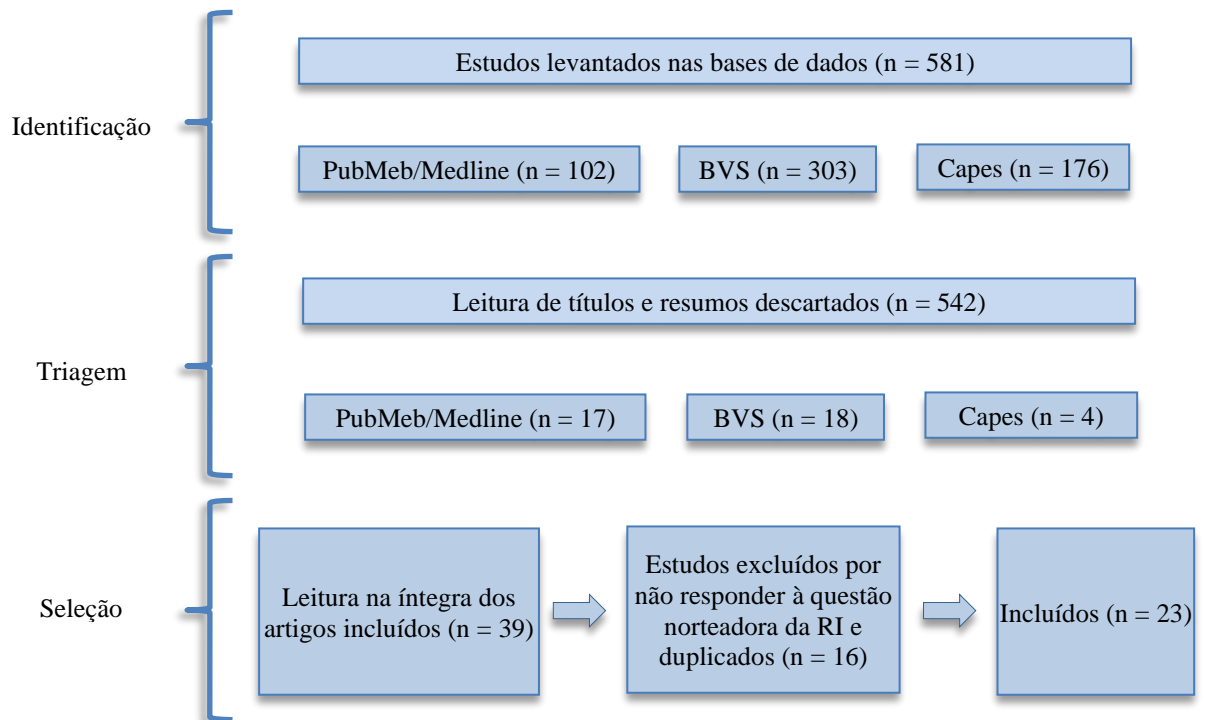 Estudos levantados nas bases de dados (n = 581)
Identificação
PubMeb/Medline (n = 102)
BVS (n = 303)
Capes (n = 176)
Leitura de títulos e resumos descartados (n = 542)
Triagem
PubMeb/Medline (n = 17)
BVS (n = 18)
Capes (n = 4)
Seleção
Leitura na íntegra dos
artigos incluídos (n = 39)
Estudos excluídos por
não responder à questão
norteadora da RI e
duplicados (n = 16)
Incluídos (n = 23)